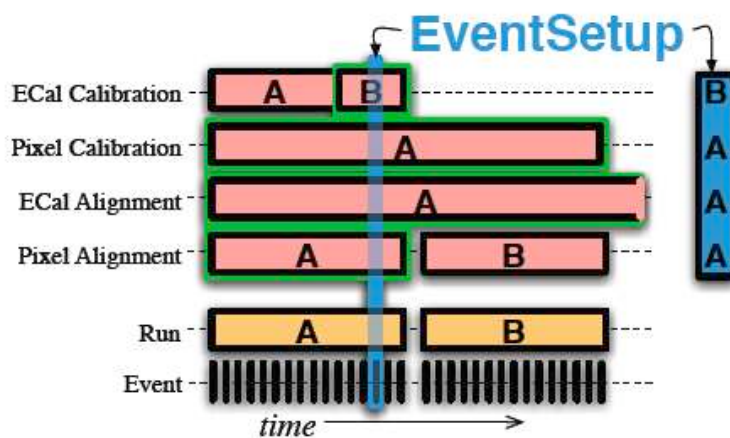 EventSetup
ECal Calibration A B B
Pixel Calibration A A
ECal Alignment A A
Pixel Alignment A B A
Run A B
Event
time